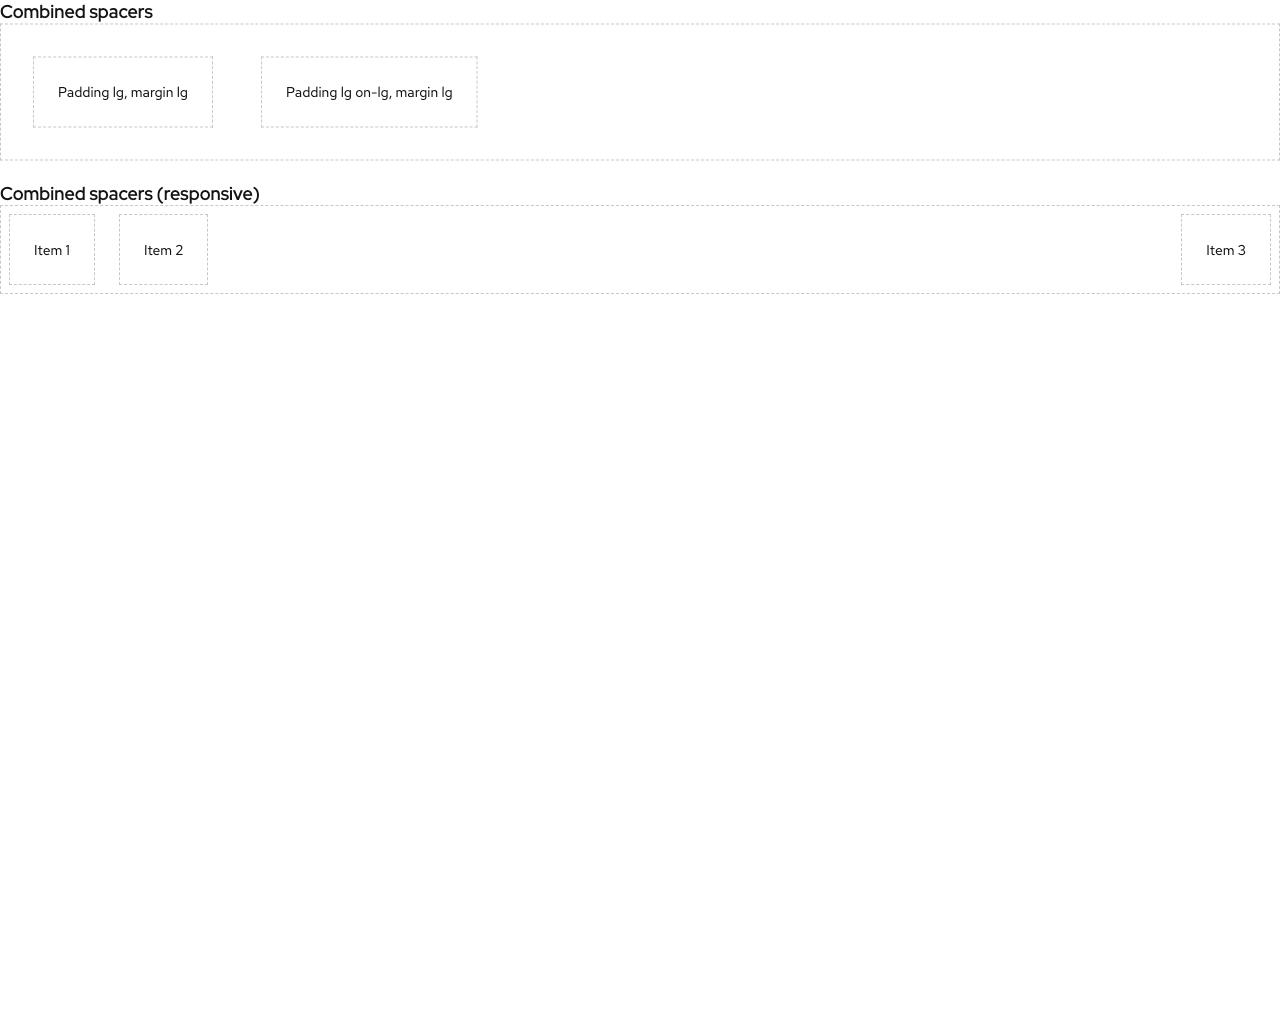 Combined spacers
Padding lg, margin lg
Padding lg on-lg, margin lg
Combined spacers (responsive)
Item 1
Item 2
Item 3